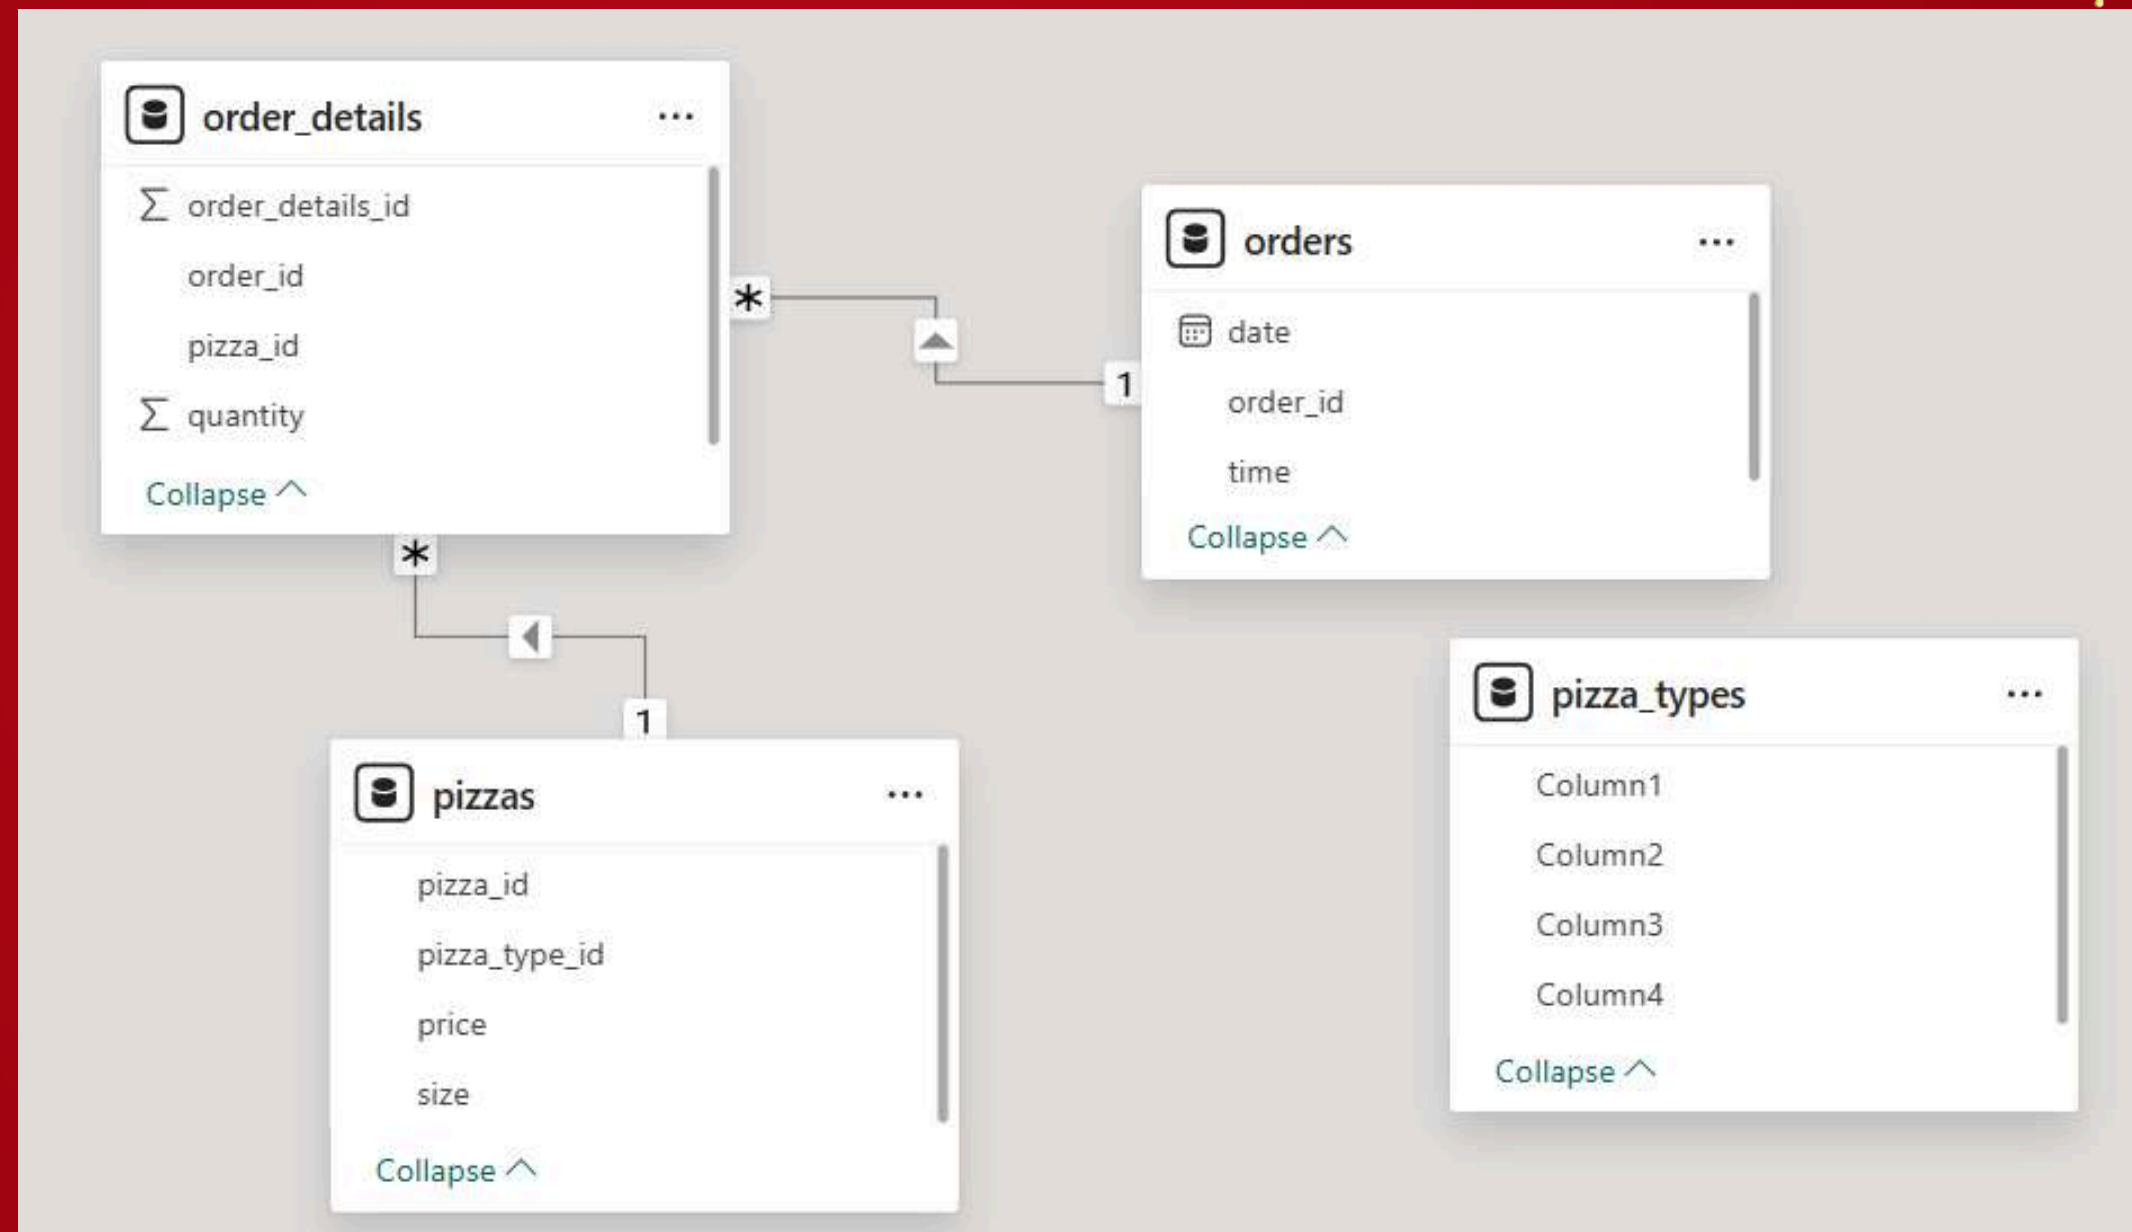 order_details
Σ order_details_id
order_id
pizza_id
Σ quantity
Collapse
*
1
orders
date
order_id
time
Collapse
*
1
pizzas
pizza_id
pizza_type_id
price
size
Collapse
pizza_types
Column1
Column2
Column3
Column4
Collapse